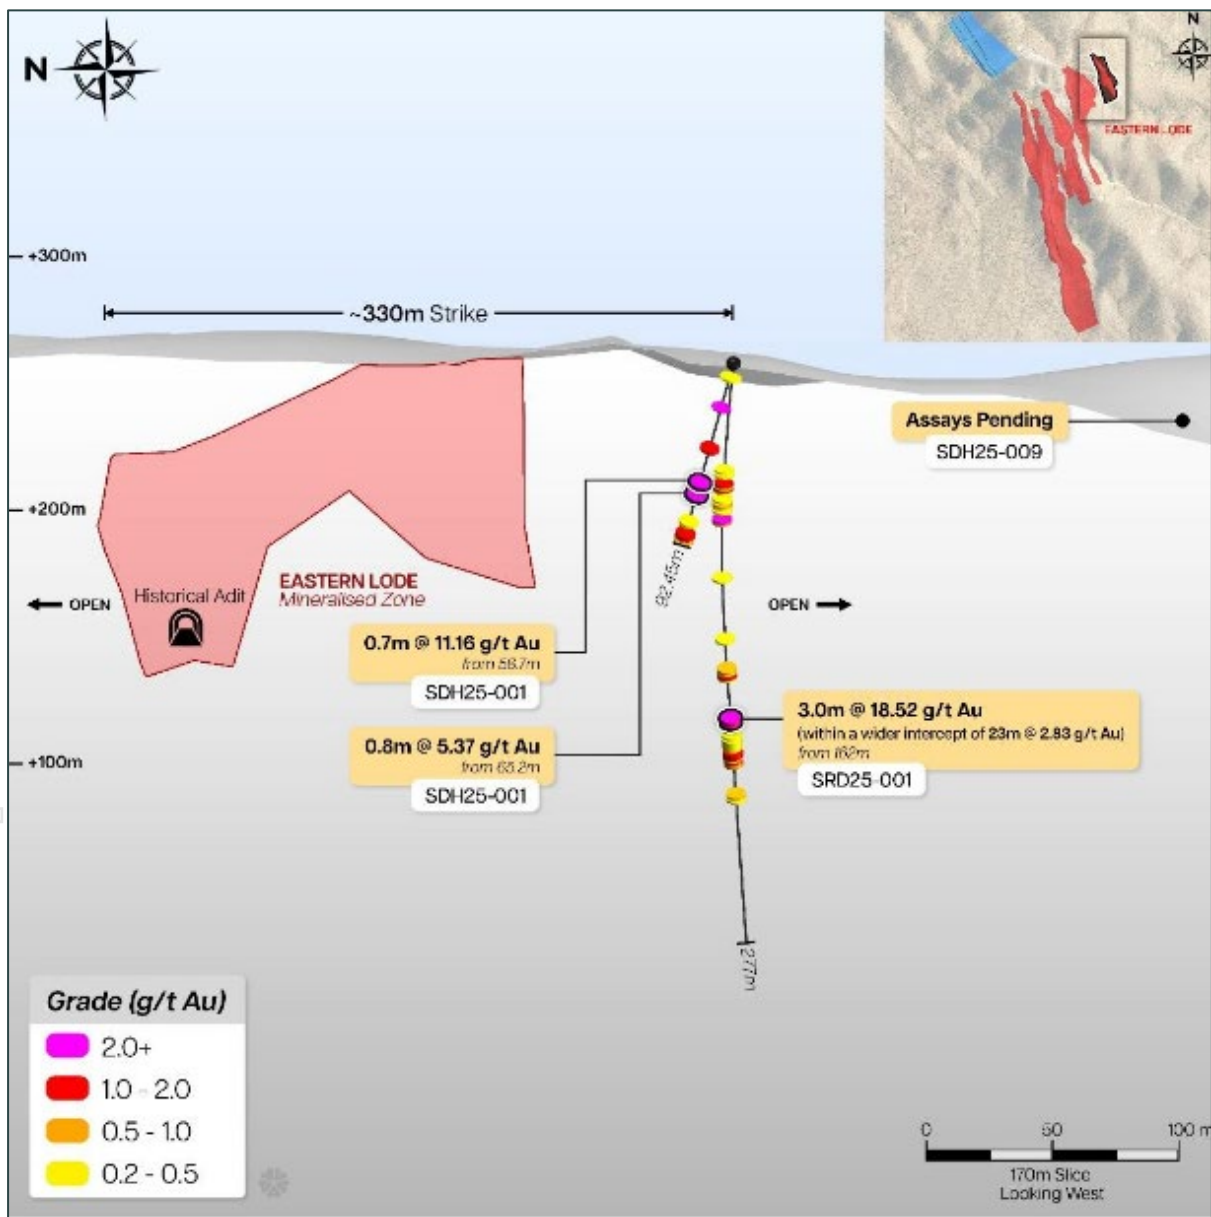 N
N
EASTERN LODE
+300m
~330m Strike
Assays Pending
SDH25-009
+200m
92.45m
EASTERN LODE
Mineralised Zone
Historical Adit
OPEN
OPEN
0.7m @ 11.16 g/t Au
from 56.7m
SDH25-001
3.0m @ 18.52 g/t Au
(within a wider intercept of 23m @ 2.83 g/t Au)
from 162m
SRD25-001
0.8m @ 5.37 g/t Au
from 65.2m
SDH25-001
+100m
277m
Grade (g/t Au)
2.0+
1.0 - 2.0
0.5 - 1.0
0.2 - 0.5
0 50 100 m
170m Slice
Looking West